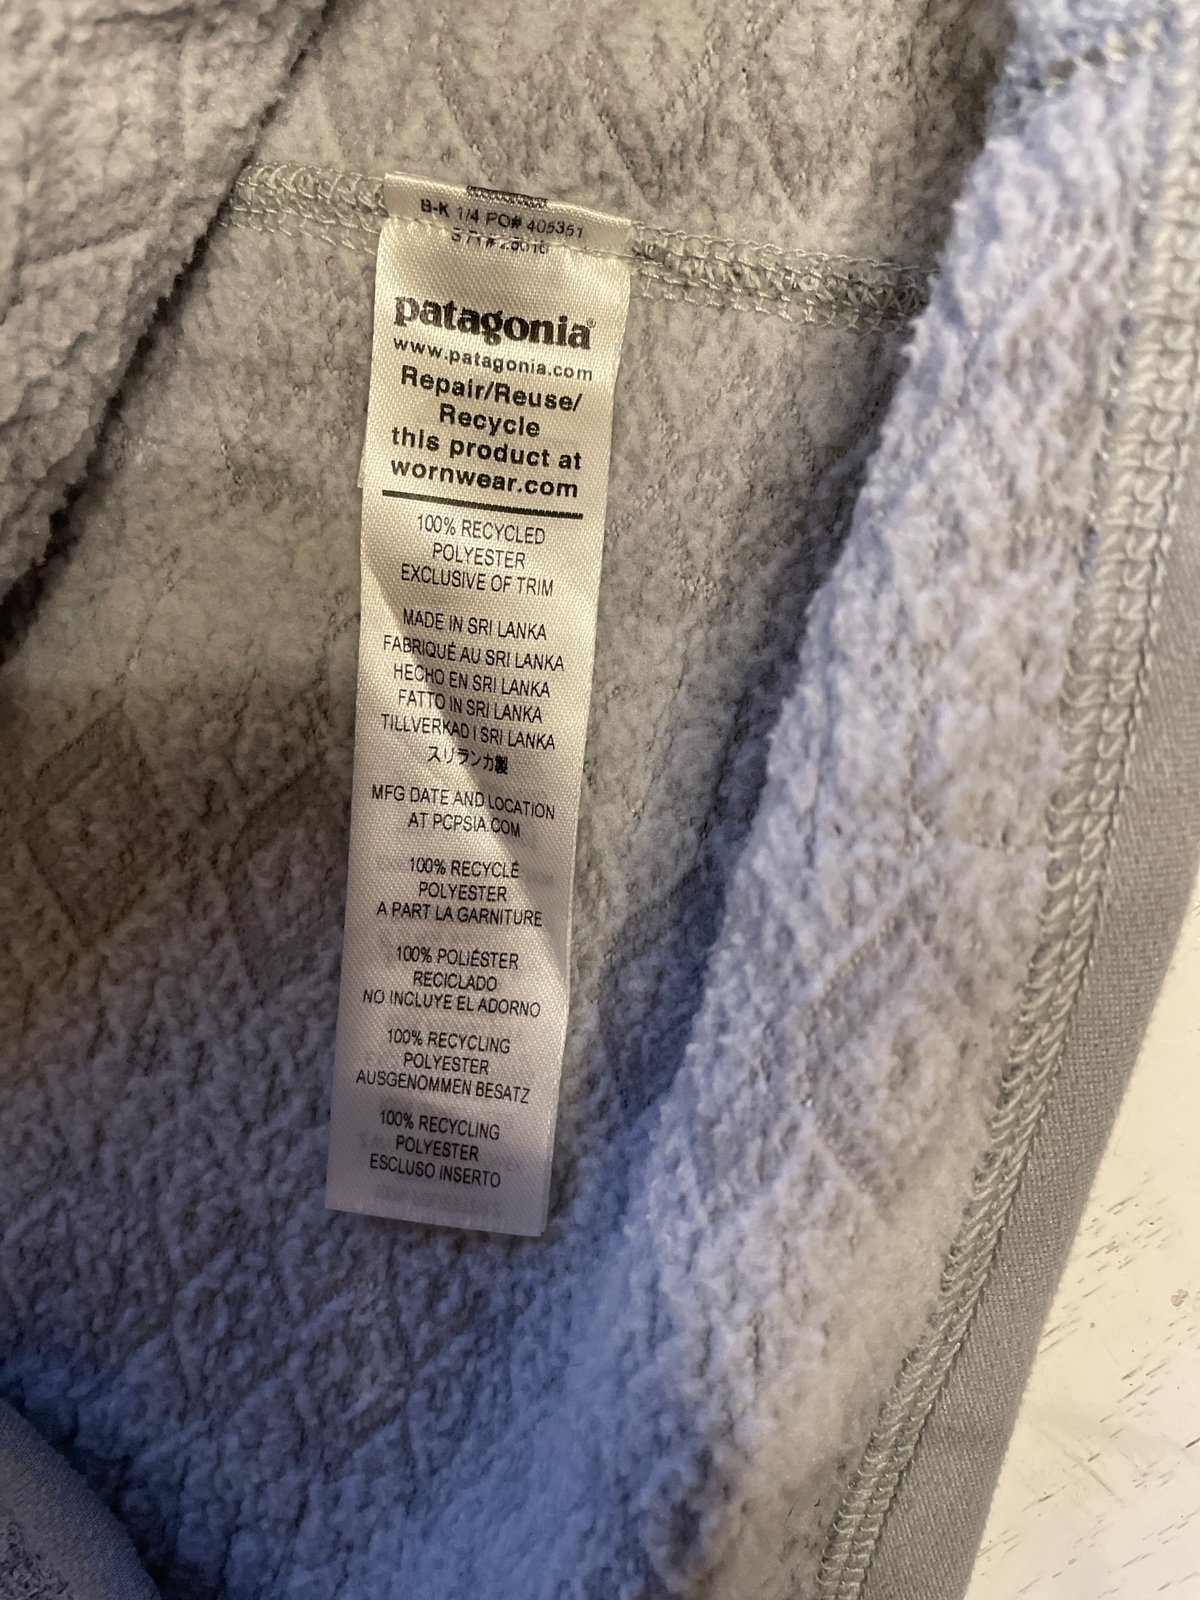 B-K 1/4 PO# 405351
patagonia®
www.patagonia.com
Repair/Reuse/
Recycle
this product at
wornwear.com
100% RECYCLED
POLYESTER
EXCLUSIVE OF TRIM
MADE IN SRI LANKA
FABRIQUÉ AU SRI LANKA
HECHO EN SRI LANKA
FATTO IN SRI LANKA
TILLVERKAD I SRI LANKA
スリランカ製
MFG DATE AND LOCATION
AT PCPSIA.COM
100% RECYCLÉ
POLYESTER
A PART LA GARNITURE
100% POLIÉSTER
RECICLADO
NO INCLUYE EL ADORNO
100% RECYCLING
POLYESTER
AUSGENOMMEN BESATZ
100% RECYCLING
POLYESTER
ESCLUSO INSERTO